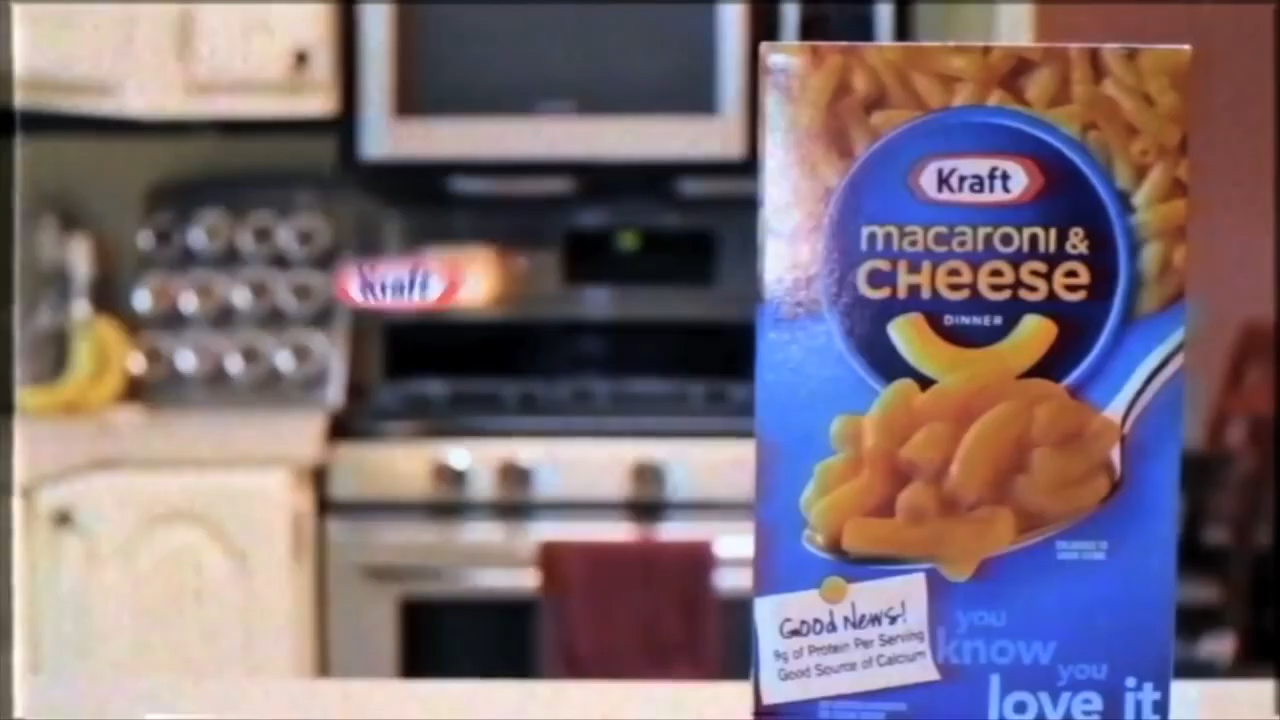 Kraft
Kraft
macaroni &
CHeese
DINNER
Good News!
9g of Protein Per Serving
Good Source of Calcium
you
know
you
love it